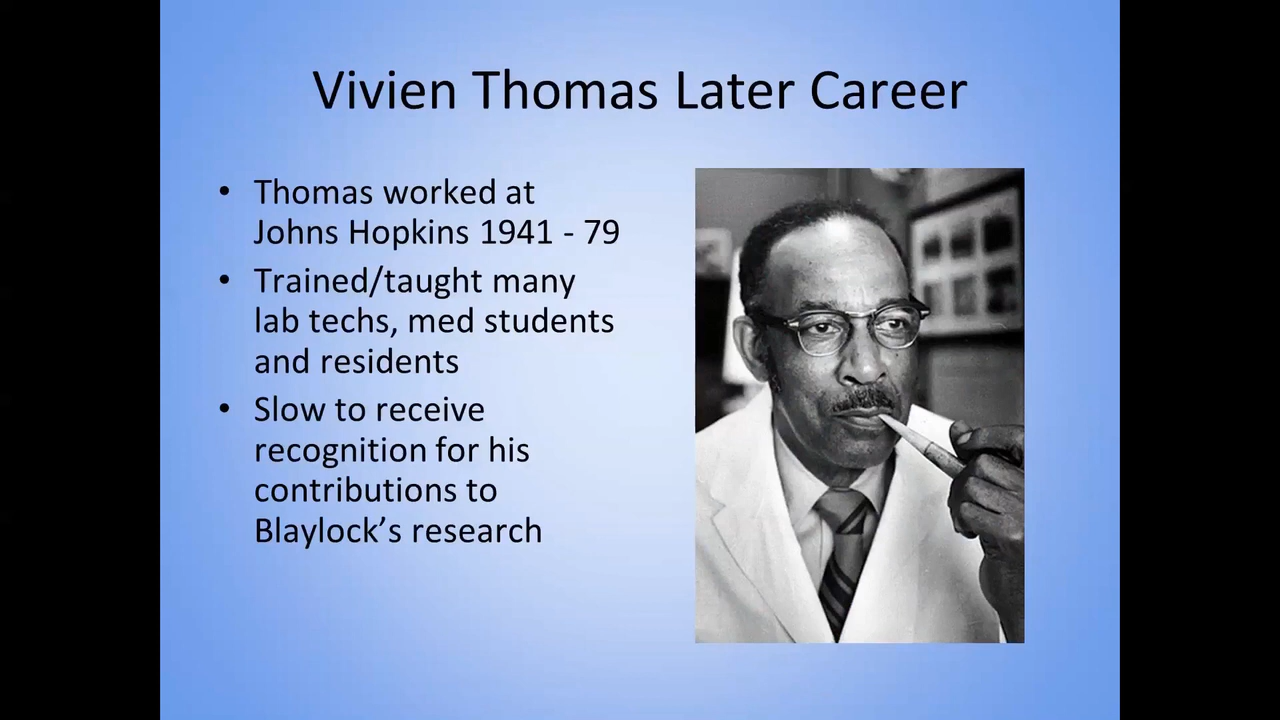 Vivien Thomas Later Career
• Thomas worked at
Johns Hopkins 1941 - 79
• Trained/taught many
lab techs, med students
and residents
• Slow to receive
recognition for his
contributions to
Blaylock’s research